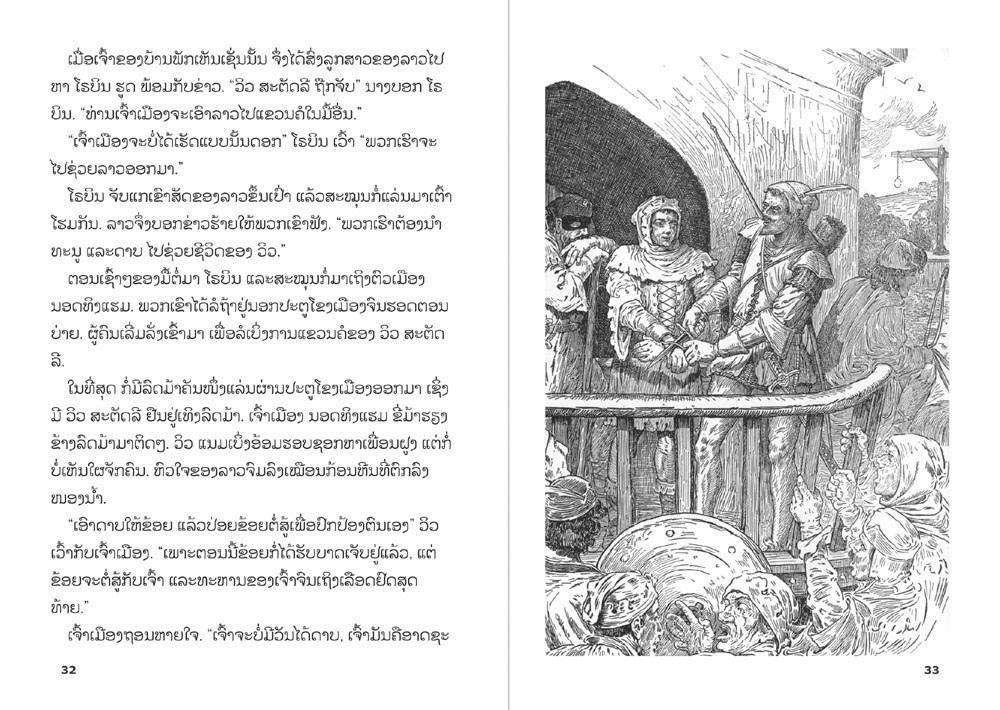 ເມື່ອເຈົ້າຂອງບ້ານພັກເຫັນເຊັ່ນນັ້ນ ຈຶ່ງໄດ້ສົ່ງລູກສາວຂອງລາວໄປ
ຫາ ໂຣບິນ ຮູດ ພ້ອມກັບຂ່າວ. “ວິວ ສະຕັດລີ ຖືກຈັບ” ນາງບອກ ໂຣ
ບິນ. “ທ່ານເຈົ້າເມືອງຈະເອົາລາວໄປແຂວນຄໍໃນມື້ອື່ນ.”
“ເຈົ້າເມືອງຈະບໍ່ໄດ້ເຮັດແບບນັ້ນດອກ” ໂຣບິນ ເວົ້າ “ພວກເຮົາຈະ
ໄປຊ່ວຍລາວອອກມາ.”
ໂຣບິນ ຈັບແກເຂົາສັດຂອງລາວຂຶ້ນເປົ່າ ແລ້ວສະໝຸນກໍ່ແລ່ນມາເຕົ້າ
ໂຮມກັນ. ລາວຈຶ່ງບອກຂ່າວຮ້າຍໃຫ້ພວກເຂົາຟັງ. “ພວກເຮົາຕ້ອງນຳ
ທະນູ ແລະດາບ ໄປຊ່ວຍຊີວິດຂອງ ວິວ.”
ຕອນເຊົ້າໆຂອງມື້ຕໍ່ມາ ໂຣບິນ ແລະສະໝຸນກໍ່ມາເຖິງຕົວເມືອງ
ນອດທິງແຮມ. ພວກເຂົາໄດ້ລໍຖ້າຢູ່ນອກປະຕູໂຂງເມືອງຈົນຮອດຕອນ
ບ່າຍ. ຜູ້ຄົນເລີ່ມລັ່ງເຂົ້າມາ ເພື່ອລໍເບິ່ງການແຂວນຄໍຂອງ ວິວ ສະຕັດ
ລີ.
ໃນທີ່ສຸດ ກໍ່ມີລົດມ້າຄັນໜຶ່ງແລ່ນຜ່ານປະຕູໂຂງເມືອງອອກມາ ເຊິ່ງ
ມີ ວິວ ສະຕັດລີ ຢືນຢູ່ເທິງລົດມ້າ. ເຈົ້າເມືອງ ນອດທິງແຮມ ຂີ່ມ້າຮຽງ
ຂ້າງລົດມ້າມາຕິດໆ. ວິວ ແນມເບິ່ງອ້ອມຮອບຊອກຫາເພື່ອນຝູງ ແຕ່ກໍ່
ບໍ່ເຫັນໃຜຈັກຄົນ. ຫົວໃຈຂອງລາວຈົມລົງເໝືອນກ້ອນຫີນທີ່ຕົກລົງ
ໜອງນ້ຳ.
“ເອົາດາບໃຫ້ຂ້ອຍ ແລ້ວປ່ອຍຂ້ອຍຕໍ່ສູ້ເພື່ອປົກປ້ອງຕົນເອງ” ວິວ
ເວົ້າກັບເຈົ້າເມືອງ. “ເພາະຕອນນີ້ຂ້ອຍກໍ່ໄດ້ຮັບບາດເຈັບຢູ່ແລ້ວ, ແຕ່
ຂ້ອຍຈະຕໍ່ສູ້ກັບເຈົ້າ ແລະທະຫານຂອງເຈົ້າຈົນເຖິງເລືອດຢົດສຸດ
ທ້າຍ.”
ເຈົ້າເມືອງຖອນຫາຍໃຈ. “ເຈົ້າຈະບໍ່ມີວັນໄດ້ດາບ, ເຈົ້າມັນຄືອາດຊະ
32
33